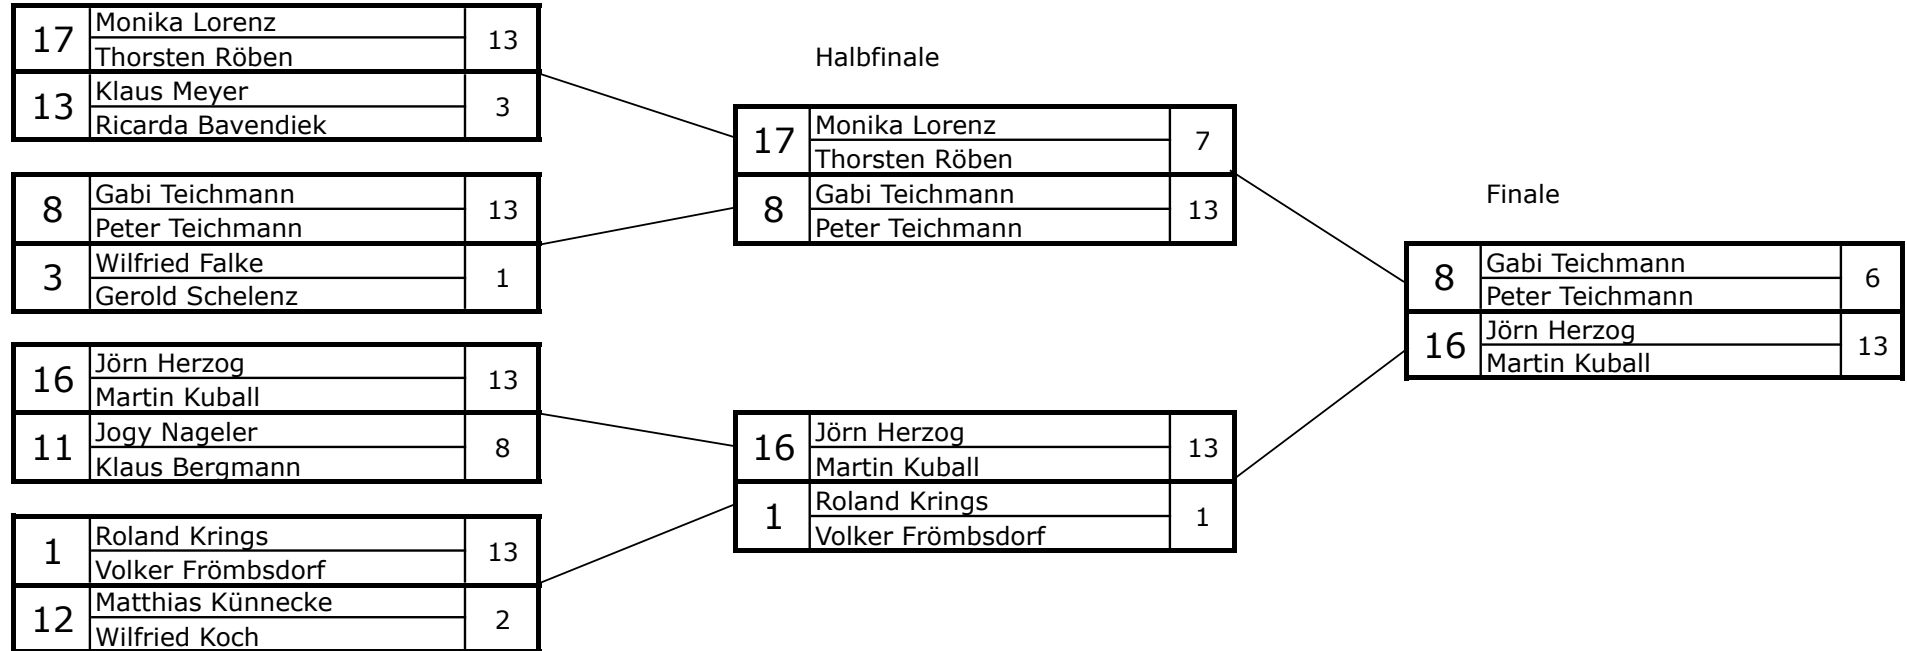 17 Monika Lorenz 13
Thorsten Röben
13 Klaus Meyer 3
Ricarda Bavendiek
8 Gabi Teichmann 13
Peter Teichmann
3 Wilfried Falke 1
Gerold Schelenz
16 Jörn Herzog 13
Martin Kuball
11 Jogy Nageler 8
Klaus Bergmann
1 Roland Krings 13
Volker Frömbsdorf
12 Matthias Künnecke 2
Wilfried Koch
Halbfinale
17 Monika Lorenz 7
Thorsten Röben
8 Gabi Teichmann 13
Peter Teichmann
16 Jörn Herzog 13
Martin Kuball
1 Roland Krings 1
Volker Frömbsdorf
Finale
8 Gabi Teichmann 6
Peter Teichmann
16 Jörn Herzog 13
Martin Kuball